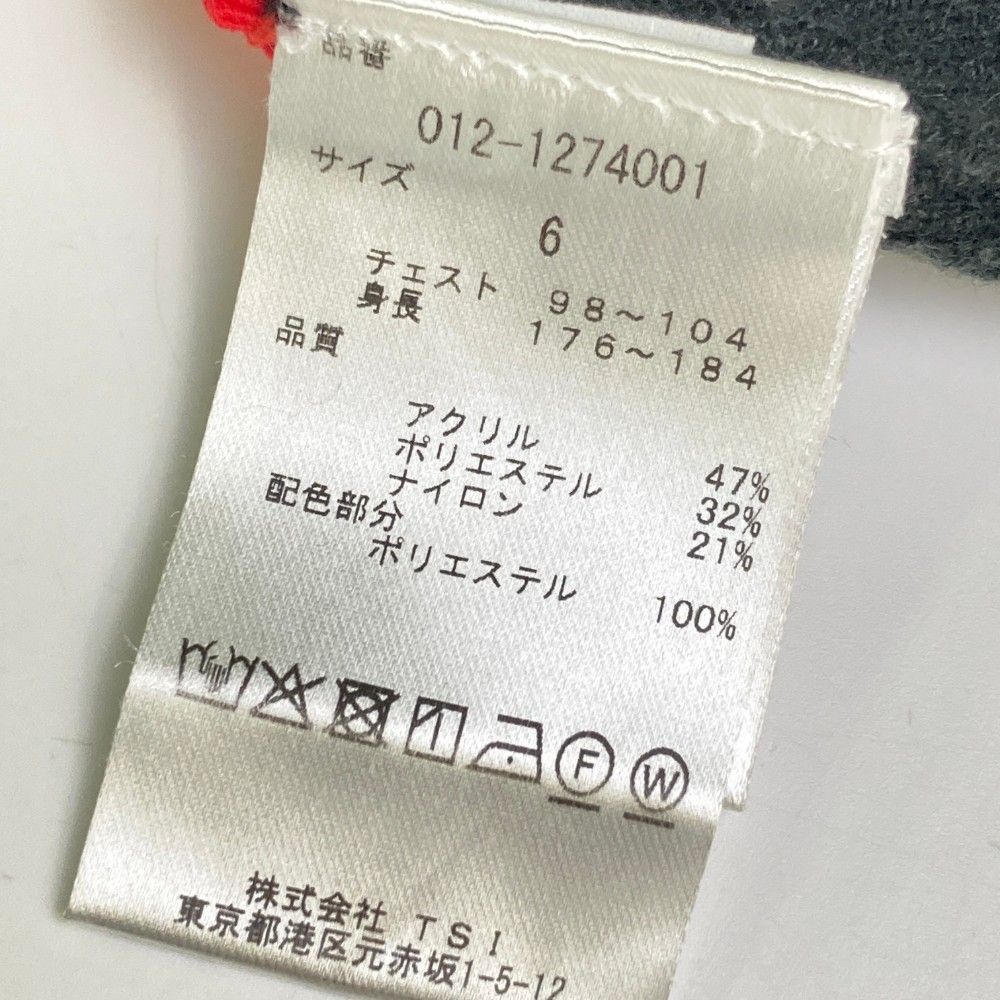 品番
012-1274001
サイズ
6
チェスト 98～104
身長 176～184
品質
アクリル 47%
ポリエステル 32%
ナイロン 21%
配色部分
ポリエステル 100%
F W
株式会社 TSI
東京都港区元赤坂1-5-12